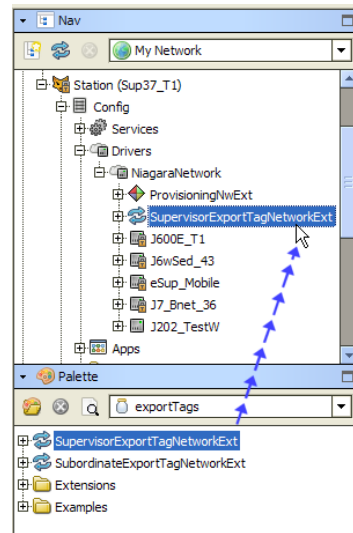 Nav
My Network
Station (Sup37_T1)
Config
Services
Drivers
NiagaraNetwork
ProvisioningNwExt
SupervisorExportTagNetworkExt
J600E_T1
J6wSed_43
eSup_Mobile
J7_Bnet_36
J202_TestW
Apps
Palette
exportTags
SupervisorExportTagNetworkExt
SubordinateExportTagNetworkExt
Extensions
Examples